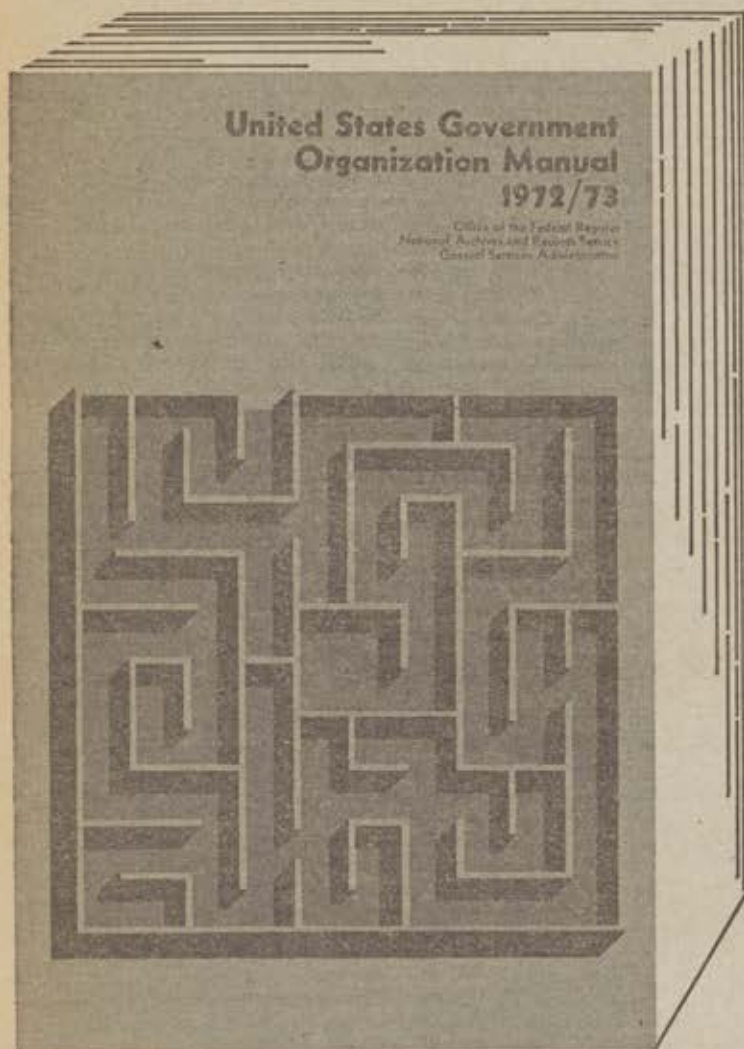 United States Government
Organization Manual
1972/73
Office of the Federal Register
National Archives and Records Service
General Services Administration